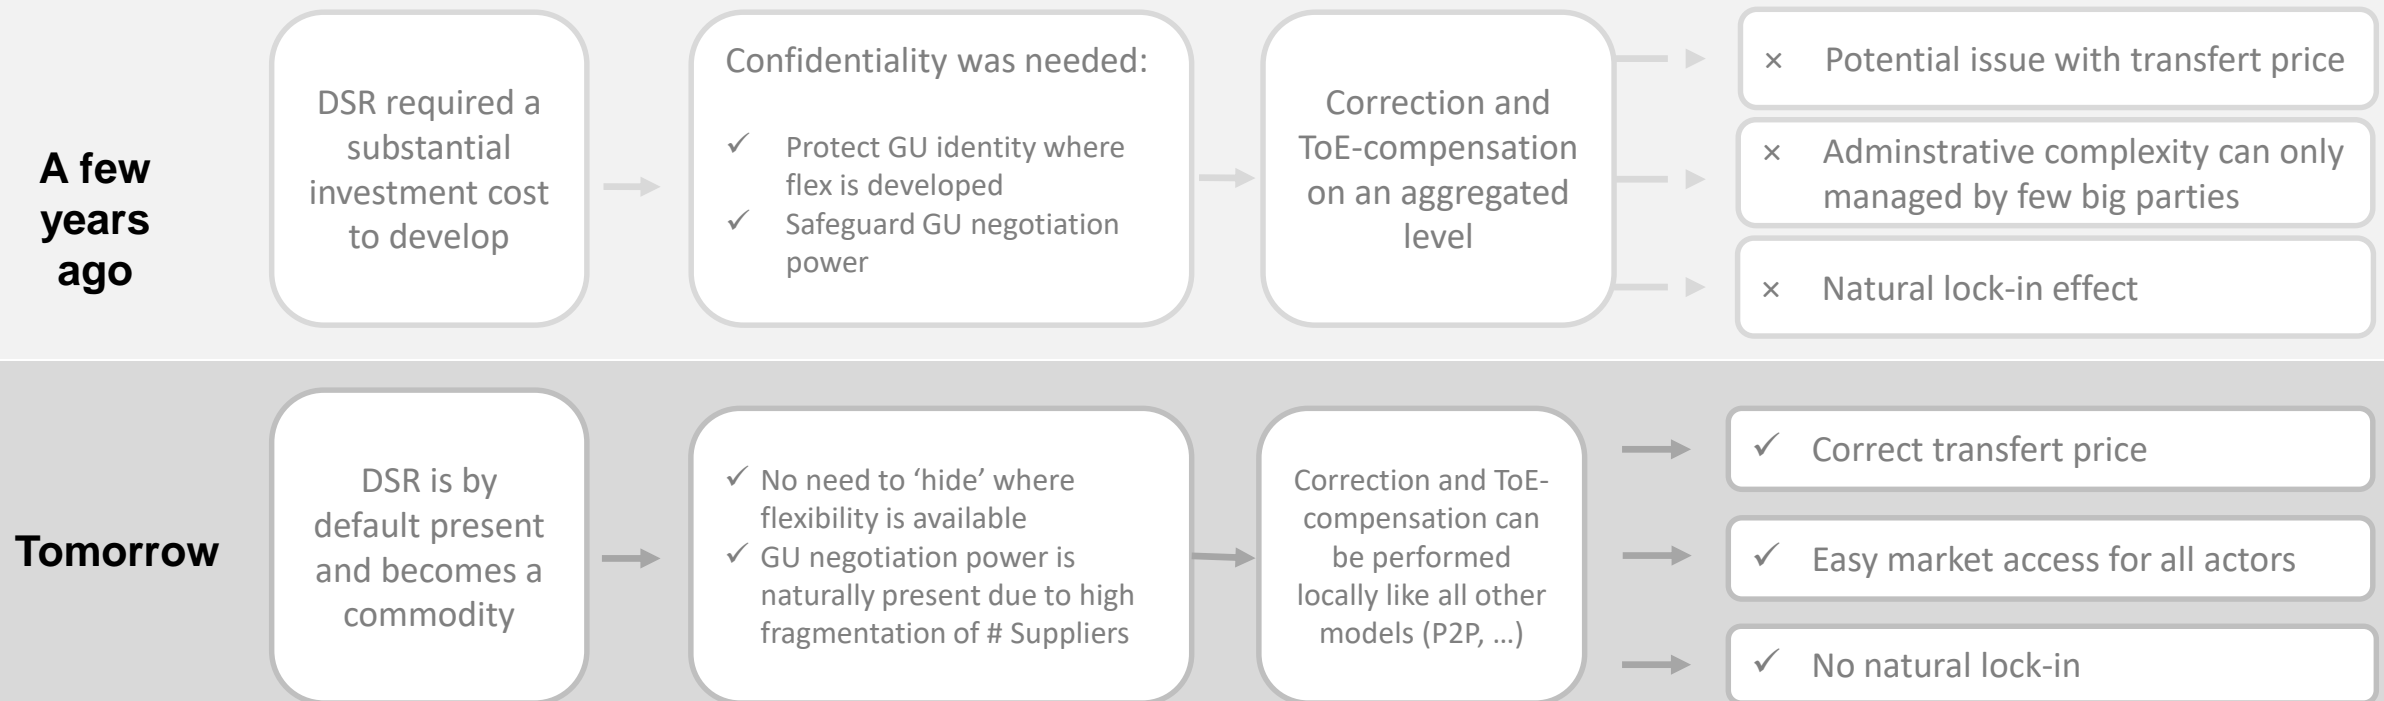 A few
years
ago
DSR required a
substantial
investment cost
to develop
Confidentiality was needed:
✓ Protect GU identity where
flex is developed
✓ Safeguard GU negotiation
power
Correction and
ToE-compensation
on an aggregated
level
× Potential issue with transfert price
× Adminstrative complexity can only
managed by few big parties
× Natural lock-in effect
Tomorrow
DSR is by
default present
and becomes a
commodity
✓ No need to ‘hide’ where
flexibility is available
✓ GU negotiation power is
naturally present due to high
fragmentation of # Suppliers
Correction and ToE-
compensation can
be performed
locally like all other
models (P2P, …)
✓ Correct transfert price
✓ Easy market access for all actors
✓ No natural lock-in